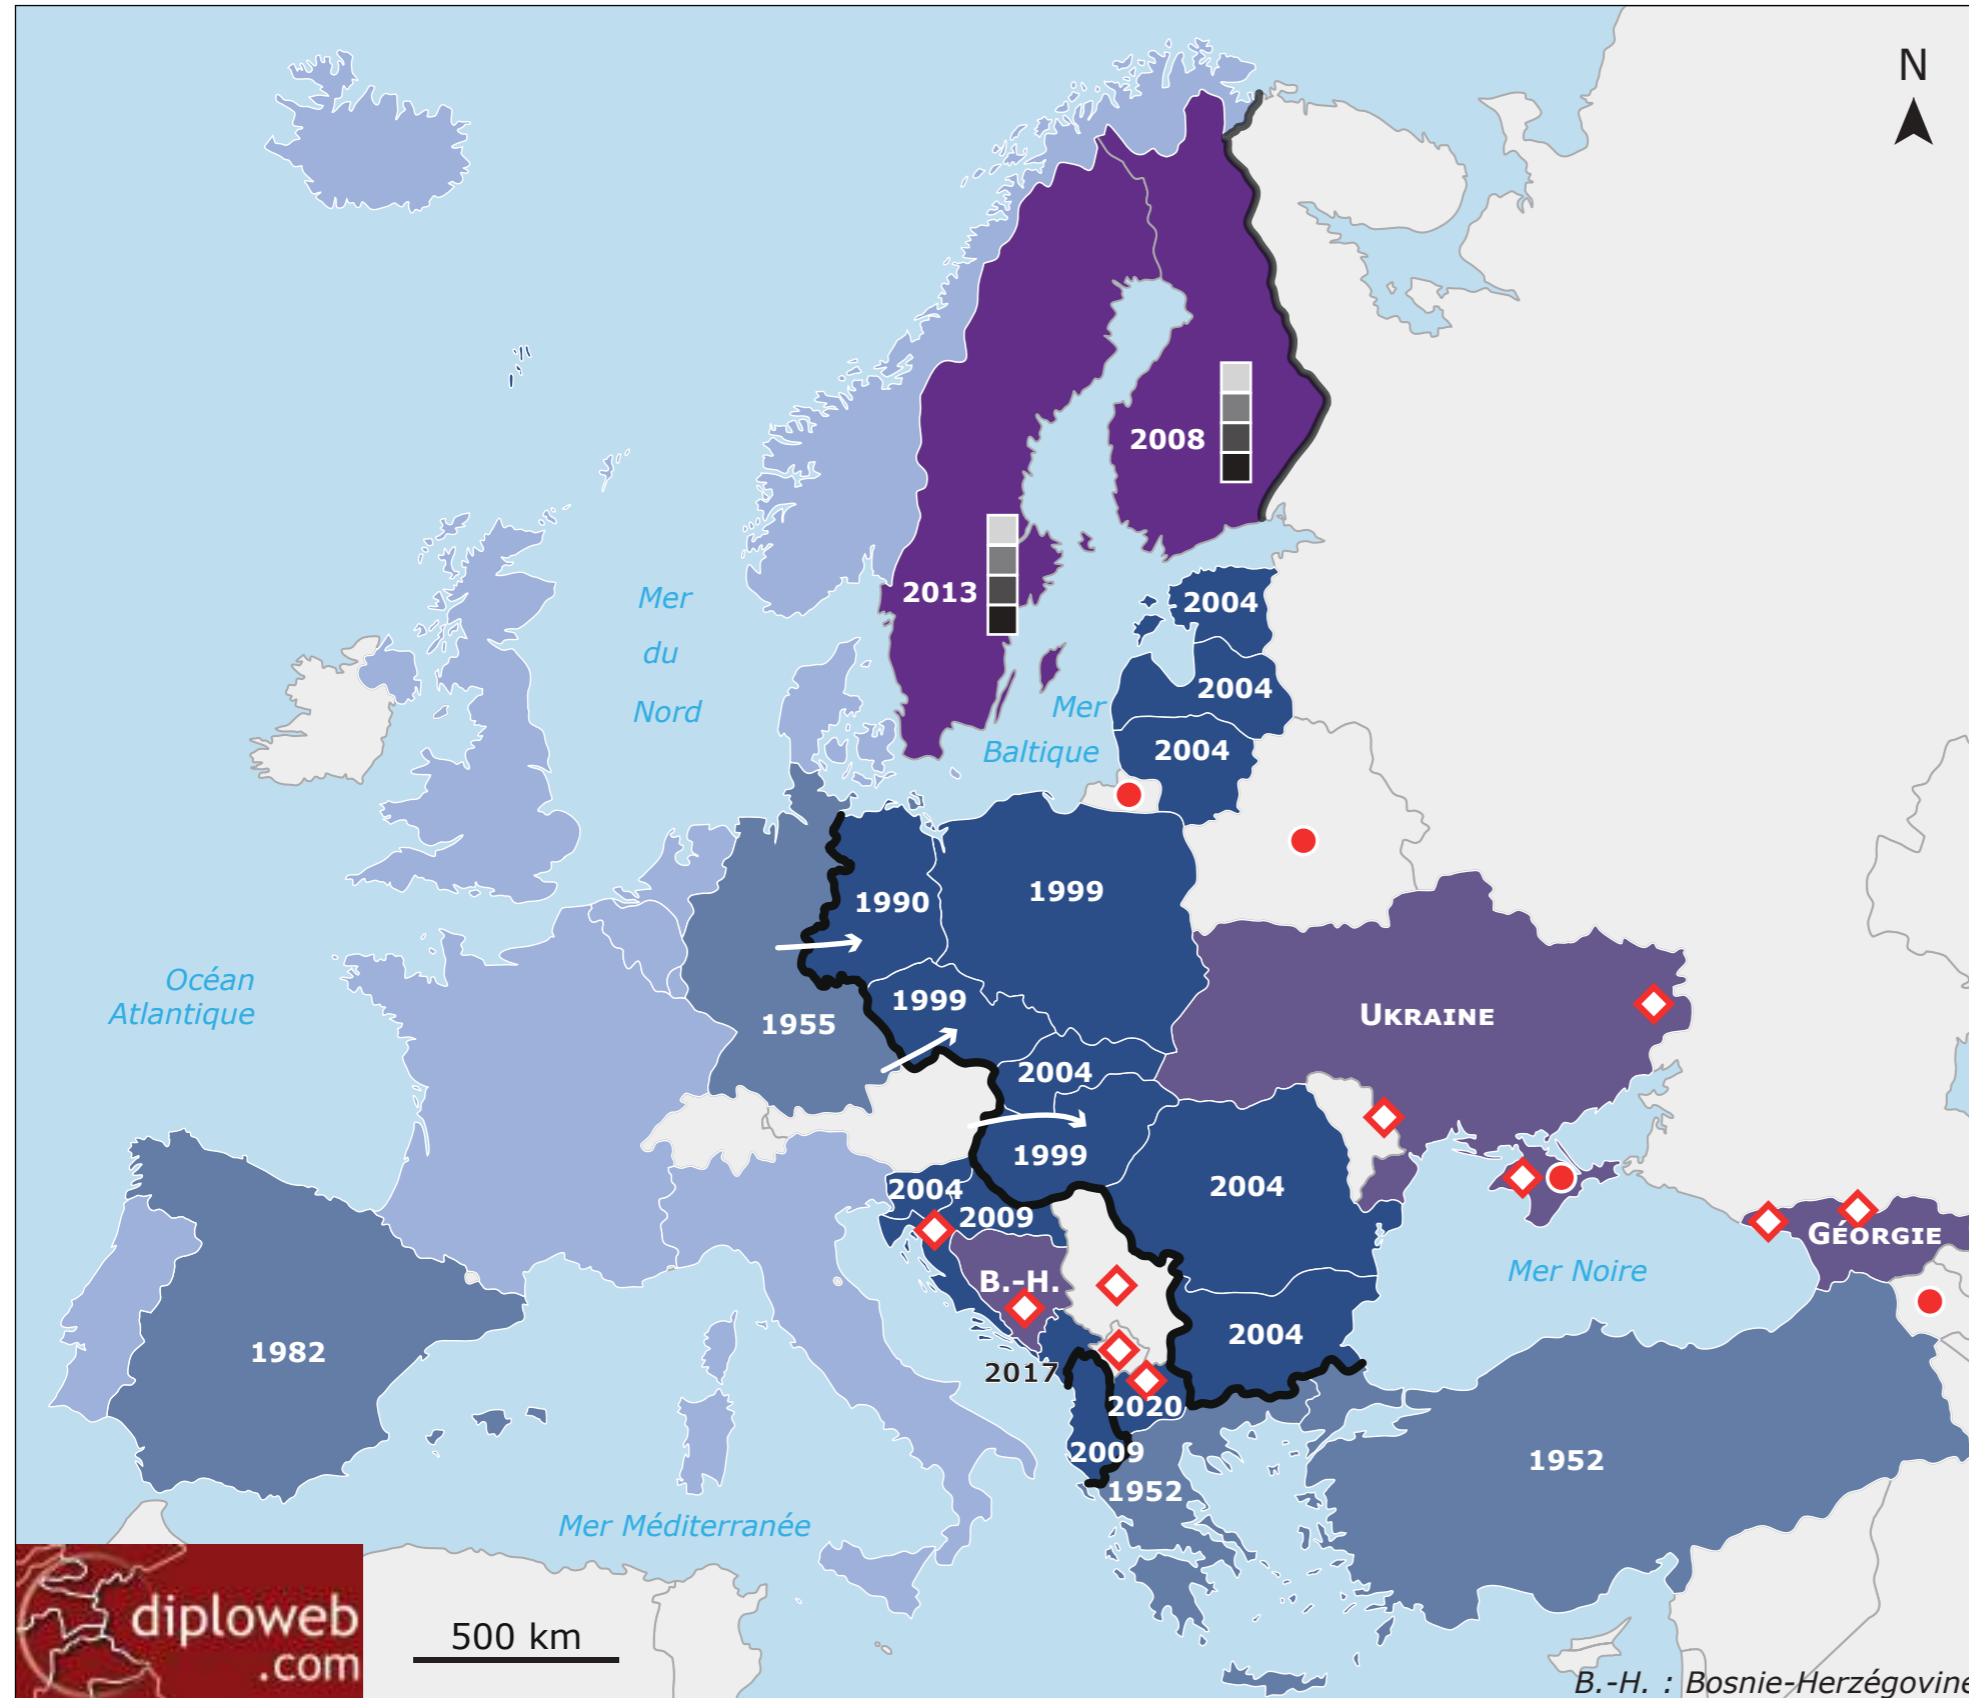 N
2008
2013
2004
2004
2004
Mer
du
Nord
Mer
Baltique
1990
1999
Océan
Atlantique
1999
1955
UKRAINE
2004
1999
2004
2004
2009
GÉORGIE
B.-H.
Mer Noire
1982
2004
2017
2020
2009
1952
1952
Mer Méditerranée
diploweb
.com
500 km
B.-H. : Bosnie-Herzégovine